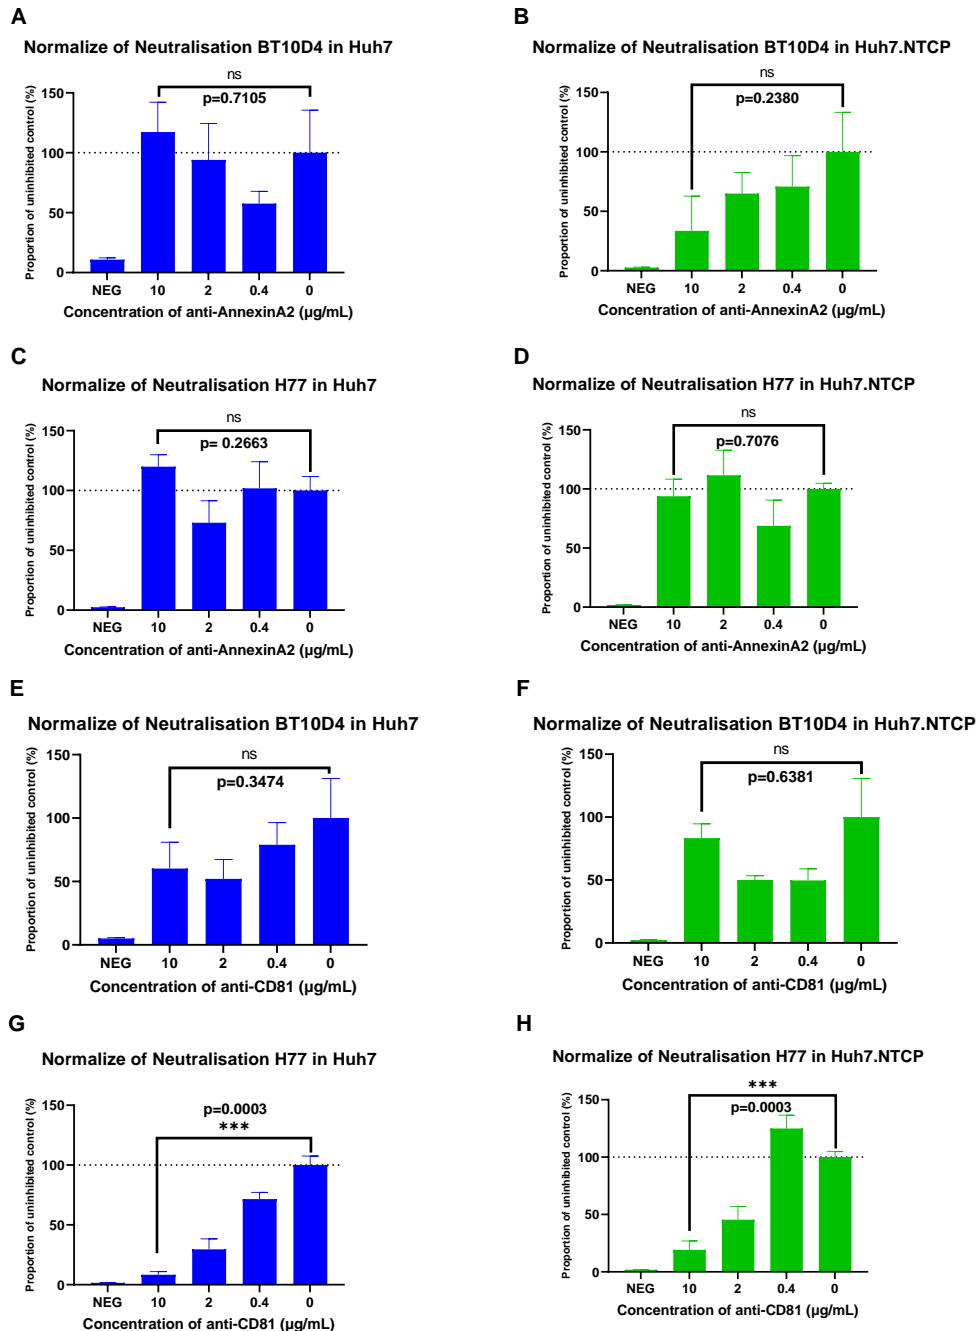 A
Normalize of Neutralisation BT10D4 in Huh7
ns
p=0.7105
Proportion of uninhibited control (%)
150
100
50
0
NEG 10 2 0.4 0
Concentration of anti-AnnexinA2 (µg/mL)
B
Normalize of Neutralisation BT10D4 in Huh7.NTCP
ns
p=0.2380
Proportion of uninhibited control (%)
150
100
50
0
NEG 10 2 0.4 0
Concentration of anti-AnnexinA2 (µg/mL)
C
Normalize of Neutralisation H77 in Huh7
ns
p= 0.2663
Proportion of uninhibited control (%)
150
100
50
0
NEG 10 2 0.4 0
Concentration of anti-AnnexinA2 (µg/mL)
D
Normalize of Neutralisation H77 in Huh7.NTCP
ns
p=0.7076
Proportion of uninhibited control (%)
150
100
50
0
NEG 10 2 0.4 0
Concentration of anti-AnnexinA2 (µg/mL)
E
Normalize of Neutralisation BT10D4 in Huh7
ns
p=0.3474
Proportion of uninhibited control (%)
150
100
50
0
NEG 10 2 0.4 0
Concentration of anti-CD81 (µg/mL)
F
Normalize of Neutralisation BT10D4 in Huh7.NTCP
ns
p=0.6381
Proportion of uninhibited control (%)
150
100
50
0
NEG 10 2 0.4 0
Concentration of anti-CD81 (µg/mL)
G
Normalize of Neutralisation H77 in Huh7
p=0.0003
***
Proportion of uninhibited control (%)
150
100
50
0
NEG 10 2 0.4 0
Concentration of anti-CD81 (µg/mL)
H
Normalize of Neutralisation H77 in Huh7.NTCP
***
p=0.0003
Proportion of uninhibited control (%)
150
100
50
0
NEG 10 2 0.4 0
Concentration of anti-CD81 (µg/mL)